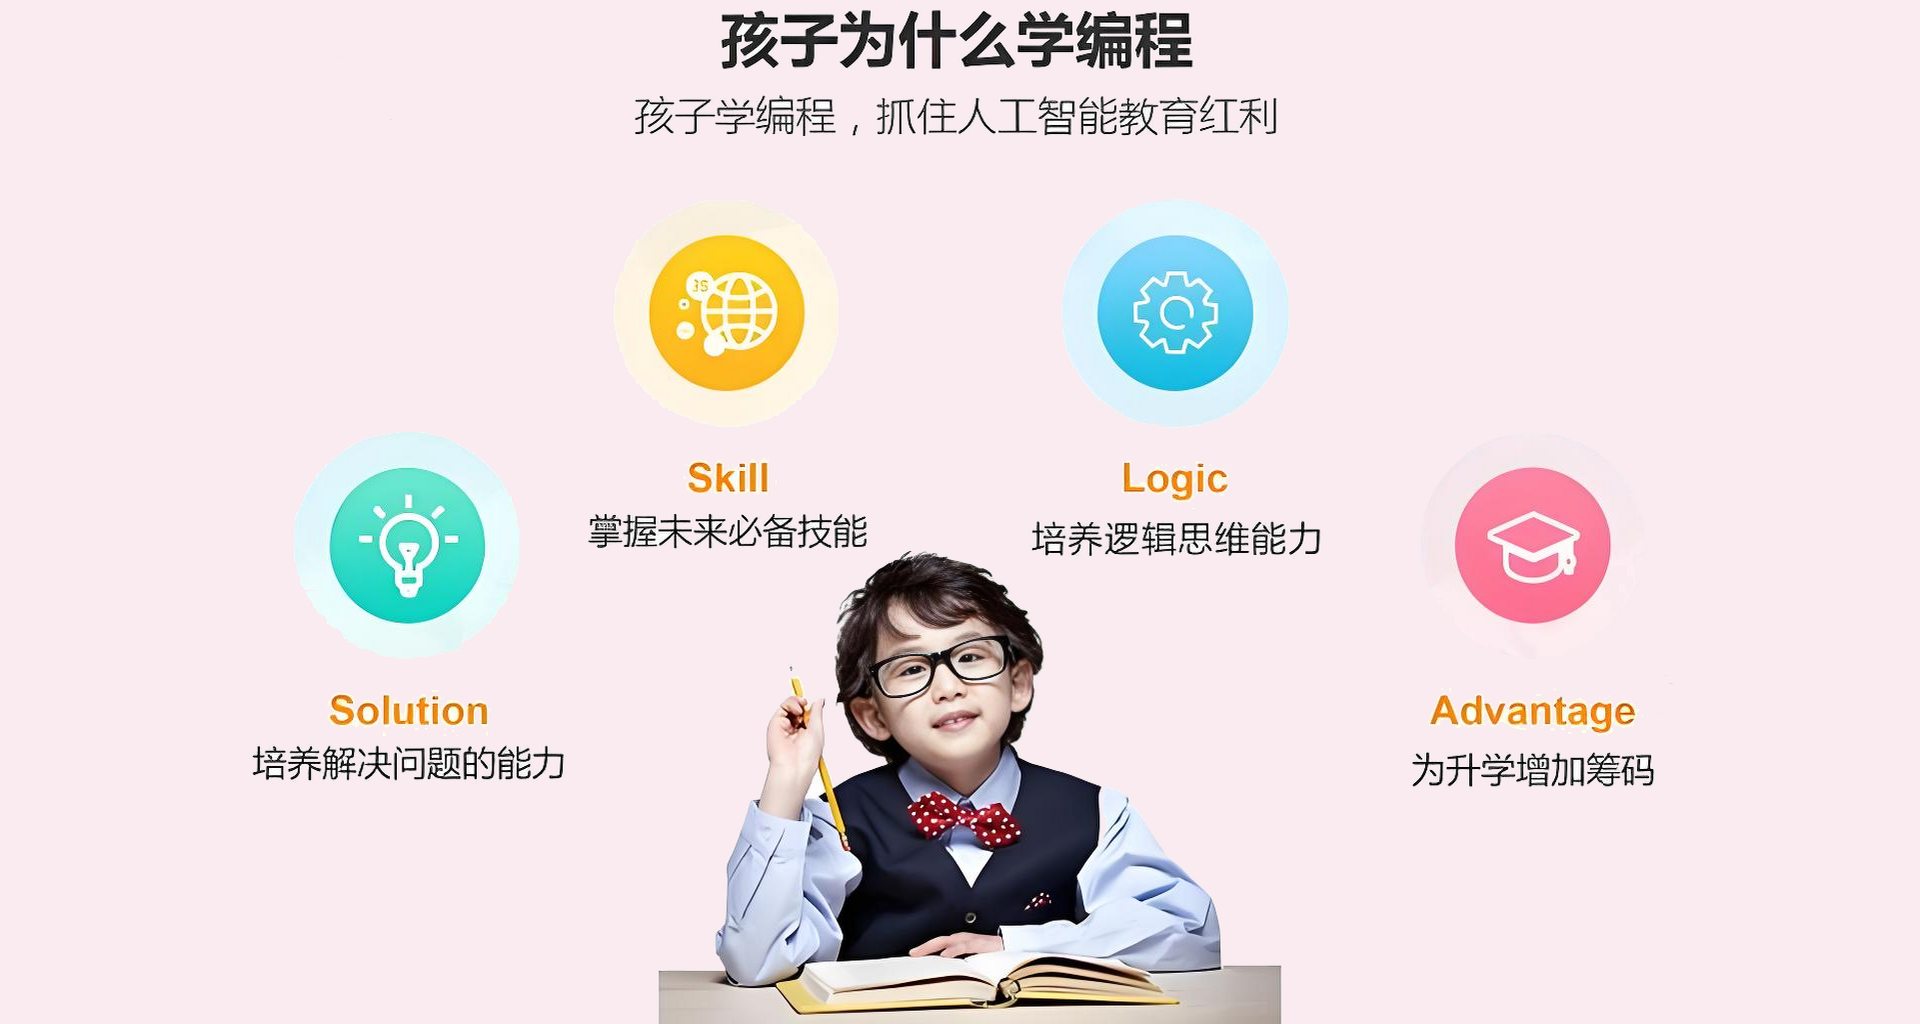 孩子为什么学编程
孩子学编程，抓住人工智能教育红利
Skill
掌握未来必备技能
Logic
培养逻辑思维能力
Solution
培养解决问题的能力
Advantage
为升学增加筹码